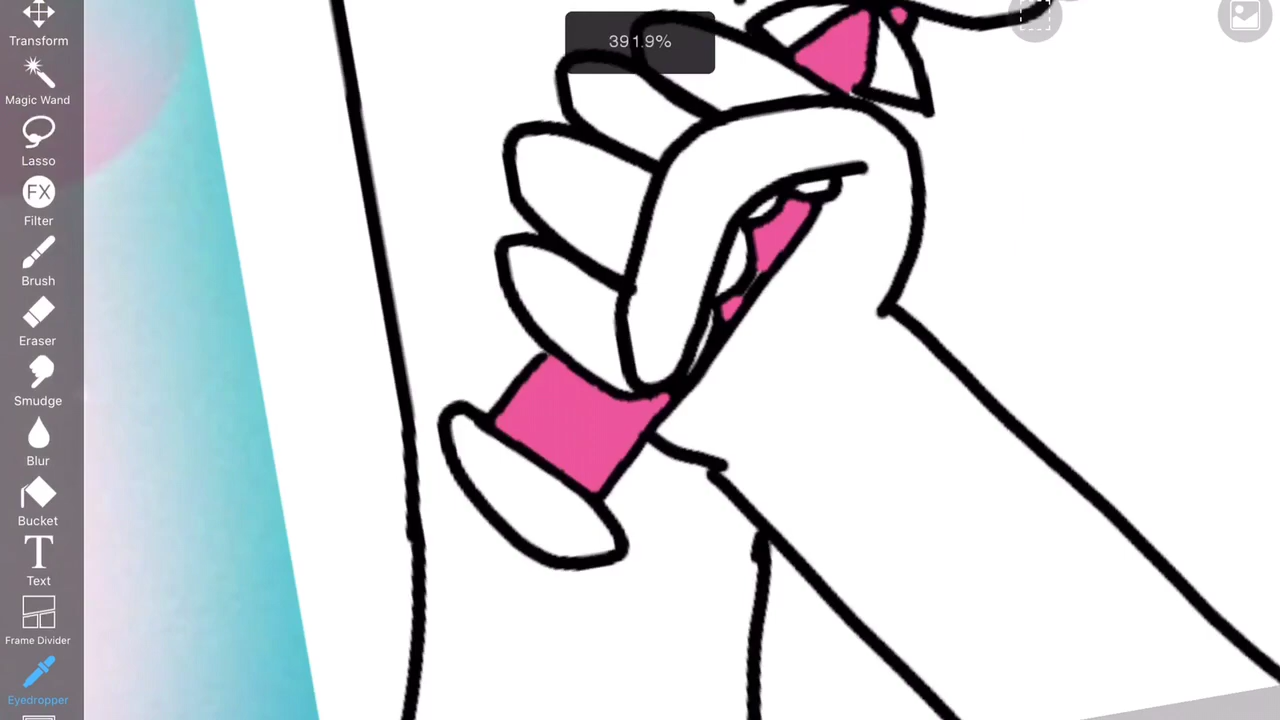 391.9%
Transform
Magic Wand
Lasso
FX
Filter
Brush
Eraser
Smudge
Blur
Bucket
T
Text
Frame Divider
Eyedropper